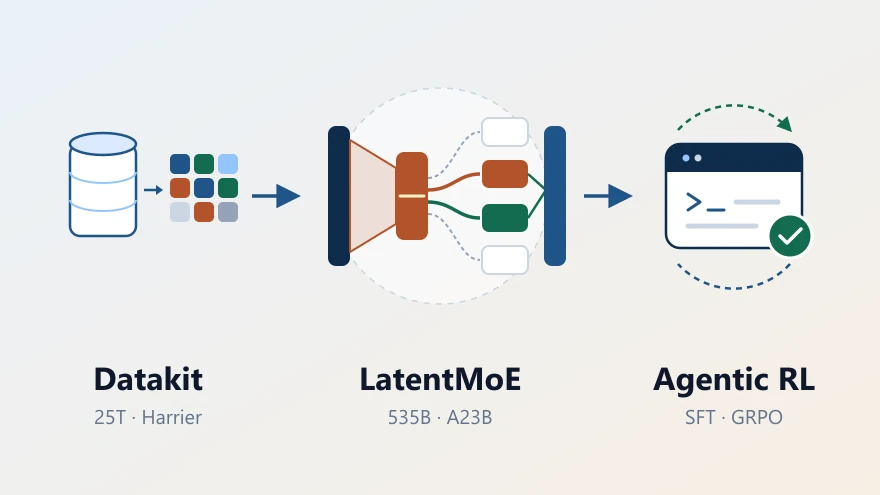 Datakit
25T · Harrier
LatentMoE
535B · A23B
Agentic RL
SFT · GRPO